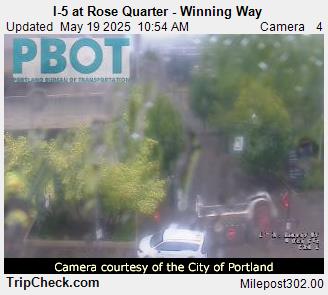 I-5 at Rose Quarter - Winning Way
Updated May 19 2025 10:54 AM Camera 4
PBOT
PORTLAND BUREAU OF TRANSPORTATION
Camera courtesy of the City of Portland
TripCheck.com Milepost302.00